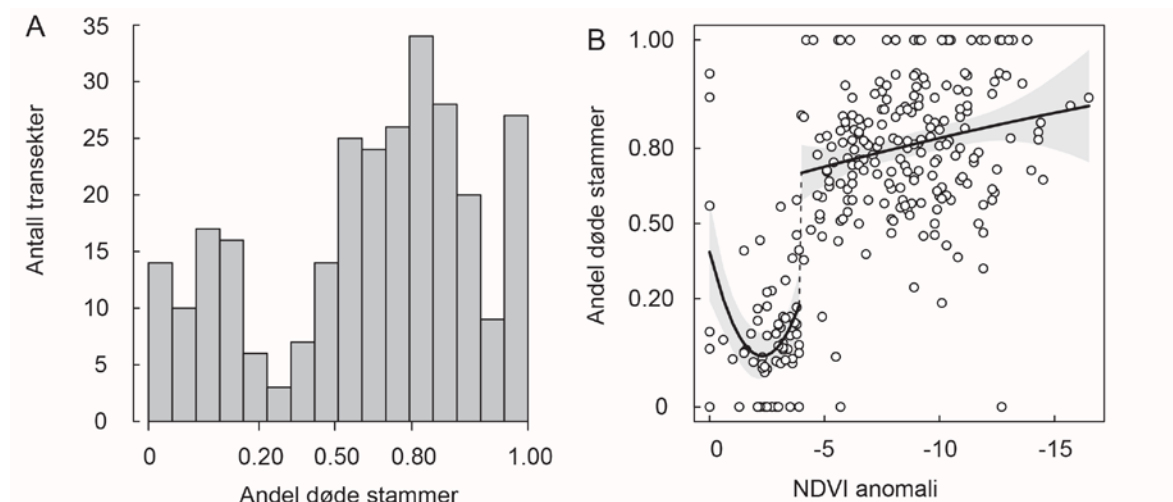 A
35
30
25
20
15
10
5
0
Antall transekter
0 0.20 0.50 0.80 1.00
Andel døde stammer
B
1.00
0.80
0.50
0.20
0
Andel døde stammer
0 -5 -10 -15
NDVI anomali